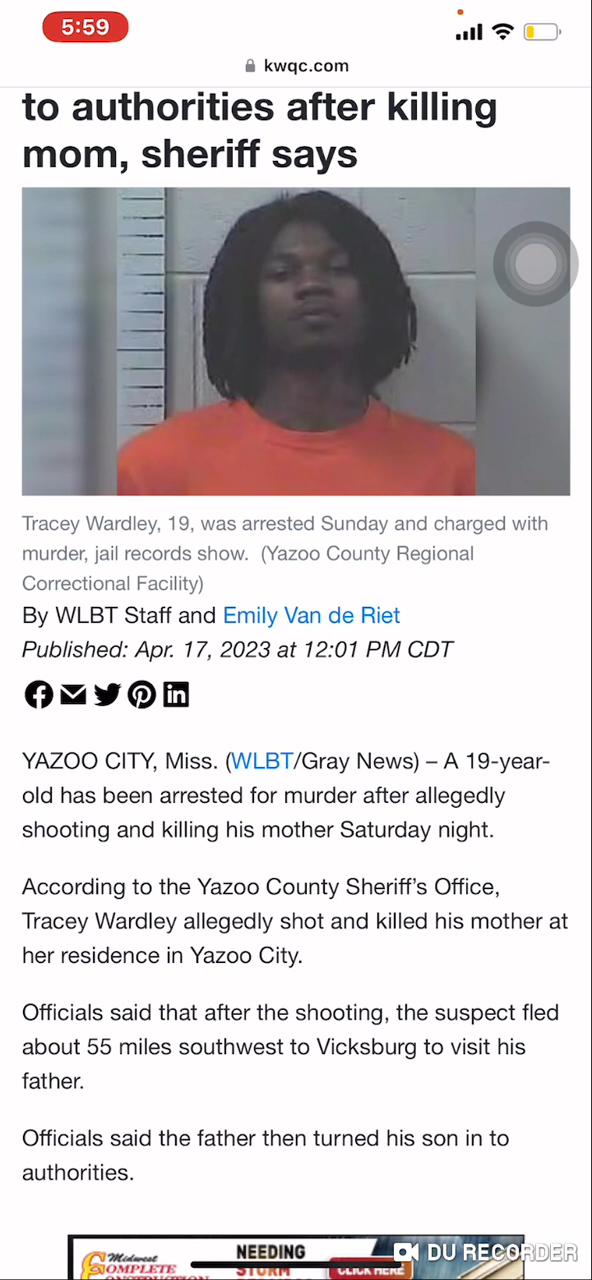 5:59
kwqc.com
to authorities after killing
mom, sheriff says
Tracey Wardley, 19, was arrested Sunday and charged with
murder, jail records show.  (Yazoo County Regional
Correctional Facility)
By WLBT Staff and Emily Van de Riet
Published: Apr. 17, 2023 at 12:01 PM CDT
YAZOO CITY, Miss. (WLBT/Gray News) – A 19-year-
old has been arrested for murder after allegedly
shooting and killing his mother Saturday night.
According to the Yazoo County Sheriff’s Office,
Tracey Wardley allegedly shot and killed his mother at
her residence in Yazoo City.
Officials said that after the shooting, the suspect fled
about 55 miles southwest to Vicksburg to visit his
father.
Officials said the father then turned his son in to
authorities.
Midwest
COMPLETE
CONSTRUCTION
NEEDING
STORM
CLICK HERE
DU RECORDER